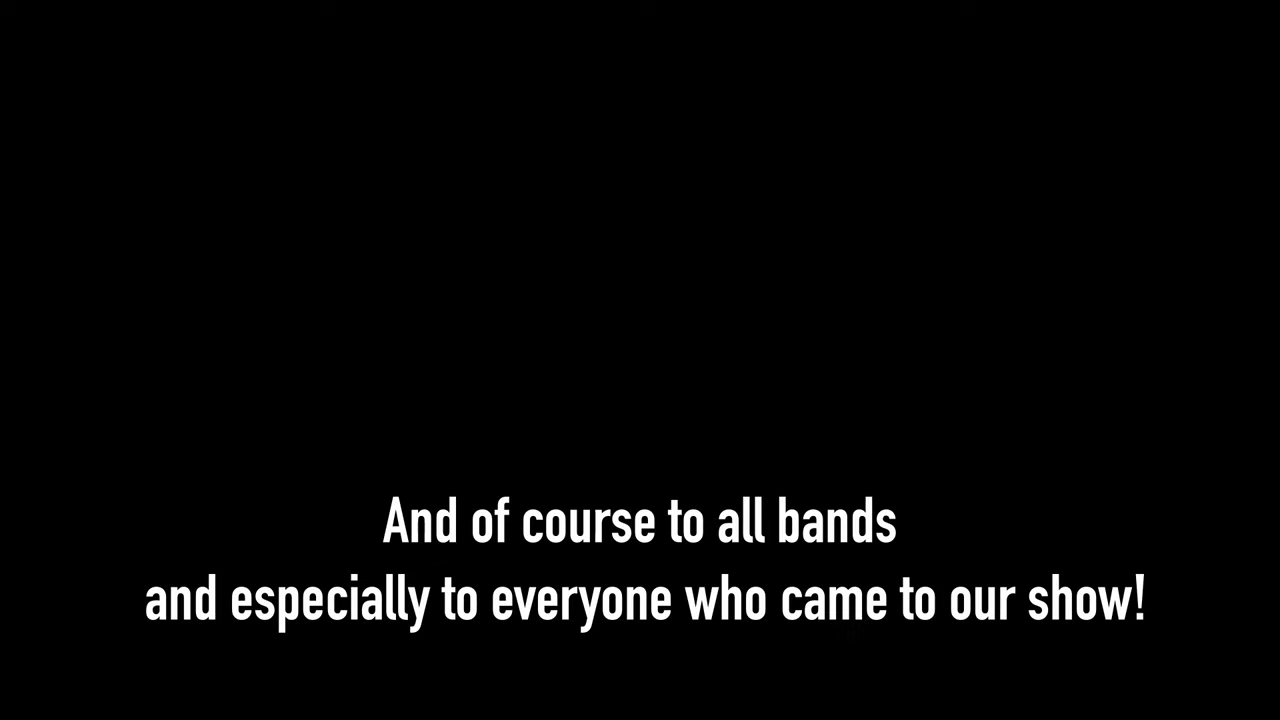 And of course to all bands
and especially to everyone who came to our show!